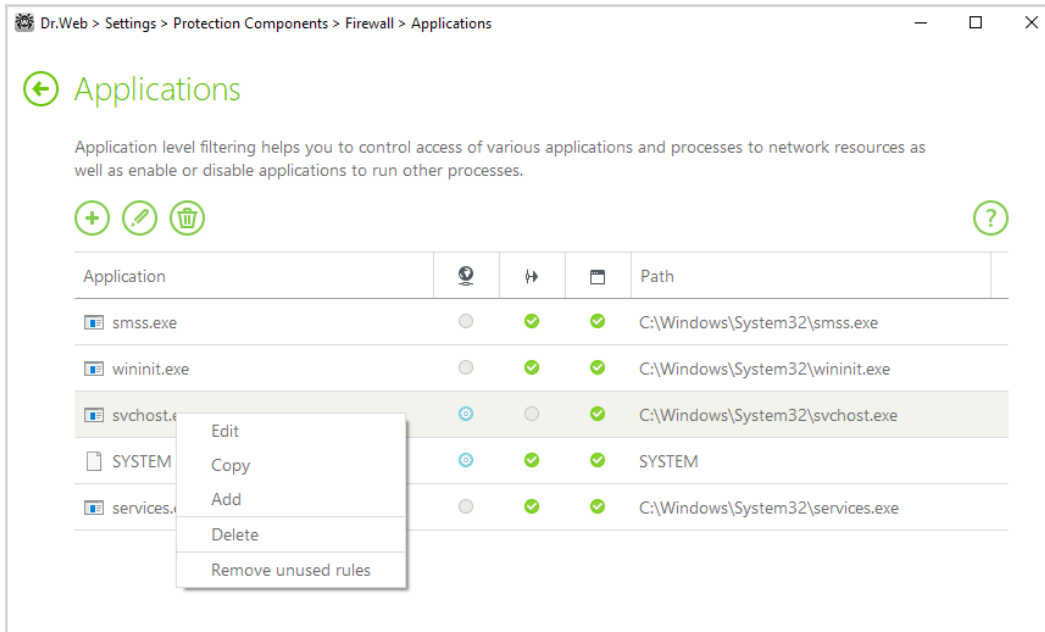 Dr.Web > Settings > Protection Components > Firewall > Applications
Applications
Application level filtering helps you to control access of various applications and processes to network resources as
well as enable or disable applications to run other processes.
?
Application Path
smss.exe C:\Windows\System32\smss.exe
wininit.exe C:\Windows\System32\wininit.exe
svchost.e C:\Windows\System32\svchost.exe
SYSTEM SYSTEM
services. C:\Windows\System32\services.exe
Edit
Copy
Add
Delete
Remove unused rules